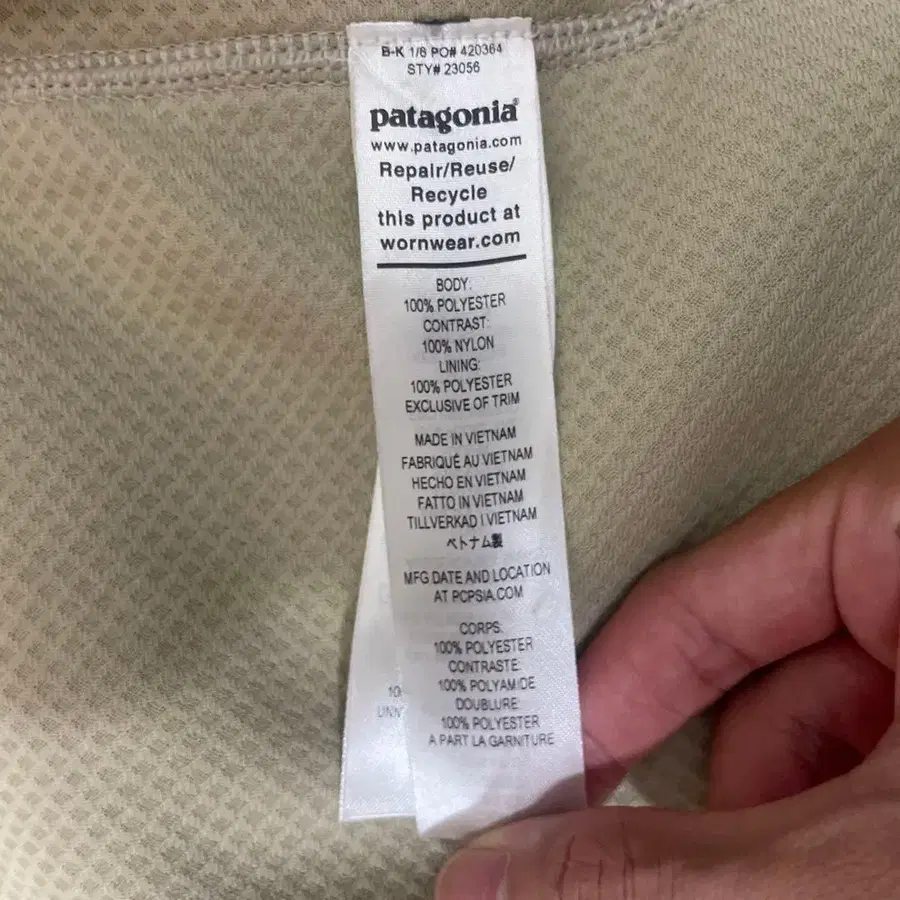 B-K 1/6 PO# 420364
STY# 23056
patagonia®
www.patagonia.com
Repair/Reuse/
Recycle
this product at
wornwear.com
BODY:
100% POLYESTER
CONTRAST:
100% NYLON
LINING:
100% POLYESTER
EXCLUSIVE OF TRIM
MADE IN VIETNAM
FABRIQUÉ AU VIETNAM
HECHO EN VIETNAM
FATTO IN VIETNAM
TILLVERKAD I VIETNAM
ベトナム製
MFG DATE AND LOCATION
AT PCPSIA.COM
CORPS:
100% POLYESTER
CONTRASTE:
100% POLYAMIDE
DOUBLURE:
100% POLYESTER
A PART LA GARNITURE